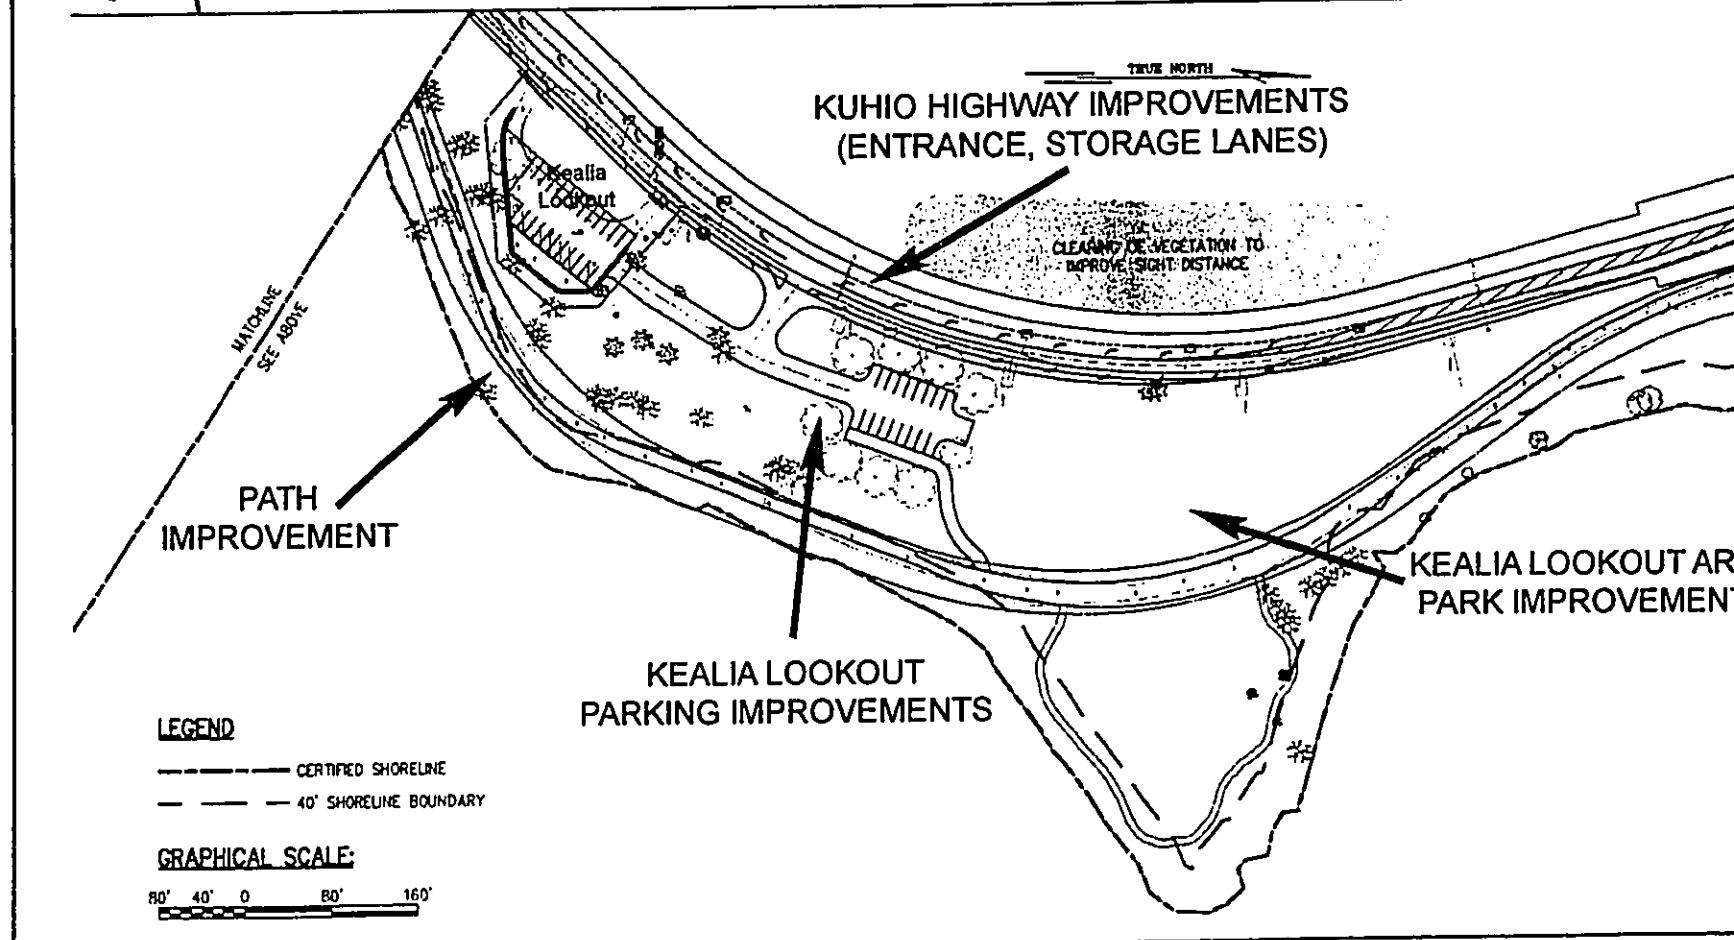 TRUE NORTH
KUHIO HIGHWAY IMPROVEMENTS
(ENTRANCE, STORAGE LANES)
Kealia
Lookout
CLEARING OF VEGETATION TO
IMPROVE SIGHT DISTANCE
MATCHLINE
SEE ABOVE
PATH
IMPROVEMENT
KEALIA LOOKOUT AR
PARK IMPROVEMENT
KEALIA LOOKOUT
PARKING IMPROVEMENTS
LEGEND
CERTIFIED SHORELINE
40' SHORELINE BOUNDARY
GRAPHICAL SCALE:
80' 40' 0 80' 160'